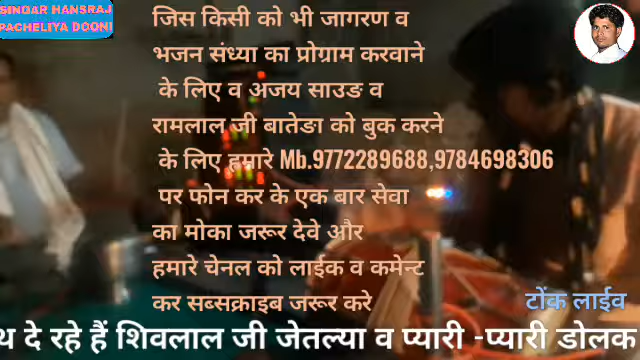 SINGAR HANSRAJ
PACHELIYA DOONI
जिस किसी को भी जागरण व
भजन संध्या का प्रोग्राम करवाने
के लिए व अजय साउङ व
रामलाल जी बातेङा को बुक करने
के लिए हमारे Mb.9772289688,9784698306
पर फोन कर के एक बार सेवा
का मोका जरूर देवे और
हमारे चेनल को लाईक व कमेन्ट
कर सब्सक्राइब जरूर करे
टोंक लाईव
थ दे रहे हैं शिवलाल जी जेतल्या व प्यारी -प्यारी डोलक